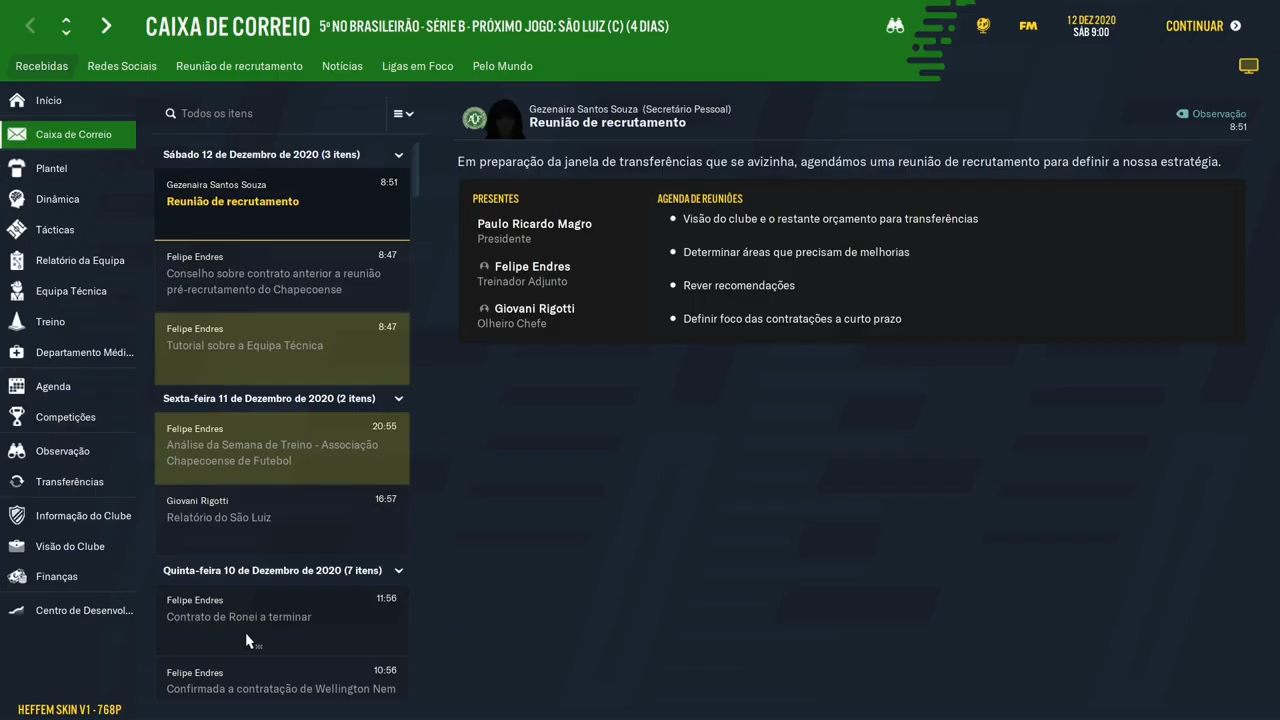 CAIXA DE CORREIO
5º NO BRASILEIRÃO - SÉRIE B - PRÓXIMO JOGO: SÃO LUIZ (C) (4 DIAS)
FM
12 DEZ 2020
SÁB 9:00
CONTINUAR
Recebidas
Redes Sociais
Reunião de recrutamento
Notícias
Ligas em Foco
Pelo Mundo
Início
Caixa de Correio
Plantel
Dinâmica
Tácticas
Relatório da Equipa
Equipa Técnica
Treino
Departamento Médi...
Agenda
Competições
Observação
Transferências
Informação do Clube
Visão do Clube
Finanças
Centro de Desenvol...
HEFFEM SKIN V1 - 768P
Todos os itens
Sábado 12 de Dezembro de 2020 (3 itens)
Gezenaira Santos Souza 8:51
Reunião de recrutamento
Felipe Endres 8:47
Conselho sobre contrato anterior a reunião
pré-recrutamento do Chapecoense
Felipe Endres 8:47
Tutorial sobre a Equipa Técnica
Sexta-feira 11 de Dezembro de 2020 (2 itens)
Felipe Endres 20:55
Análise da Semana de Treino - Associação
Chapecoense de Futebol
Giovani Rigotti 16:57
Relatório do São Luiz
Quinta-feira 10 de Dezembro de 2020 (7 itens)
Felipe Endres 11:56
Contrato de Ronei a terminar
Felipe Endres 10:56
Confirmada a contratação de Wellington Nem
Gezenaira Santos Souza (Secretário Pessoal)
Reunião de recrutamento
Observação
8:51
Em preparação da janela de transferências que se avizinha, agendámos uma reunião de recrutamento para definir a nossa estratégia.
PRESENTES
Paulo Ricardo Magro
Presidente
Felipe Endres
Treinador Adjunto
Giovani Rigotti
Olheiro Chefe
AGENDA DE REUNIÕES
Visão do clube e o restante orçamento para transferências
Determinar áreas que precisam de melhorias
Rever recomendações
Definir foco das contratações a curto prazo